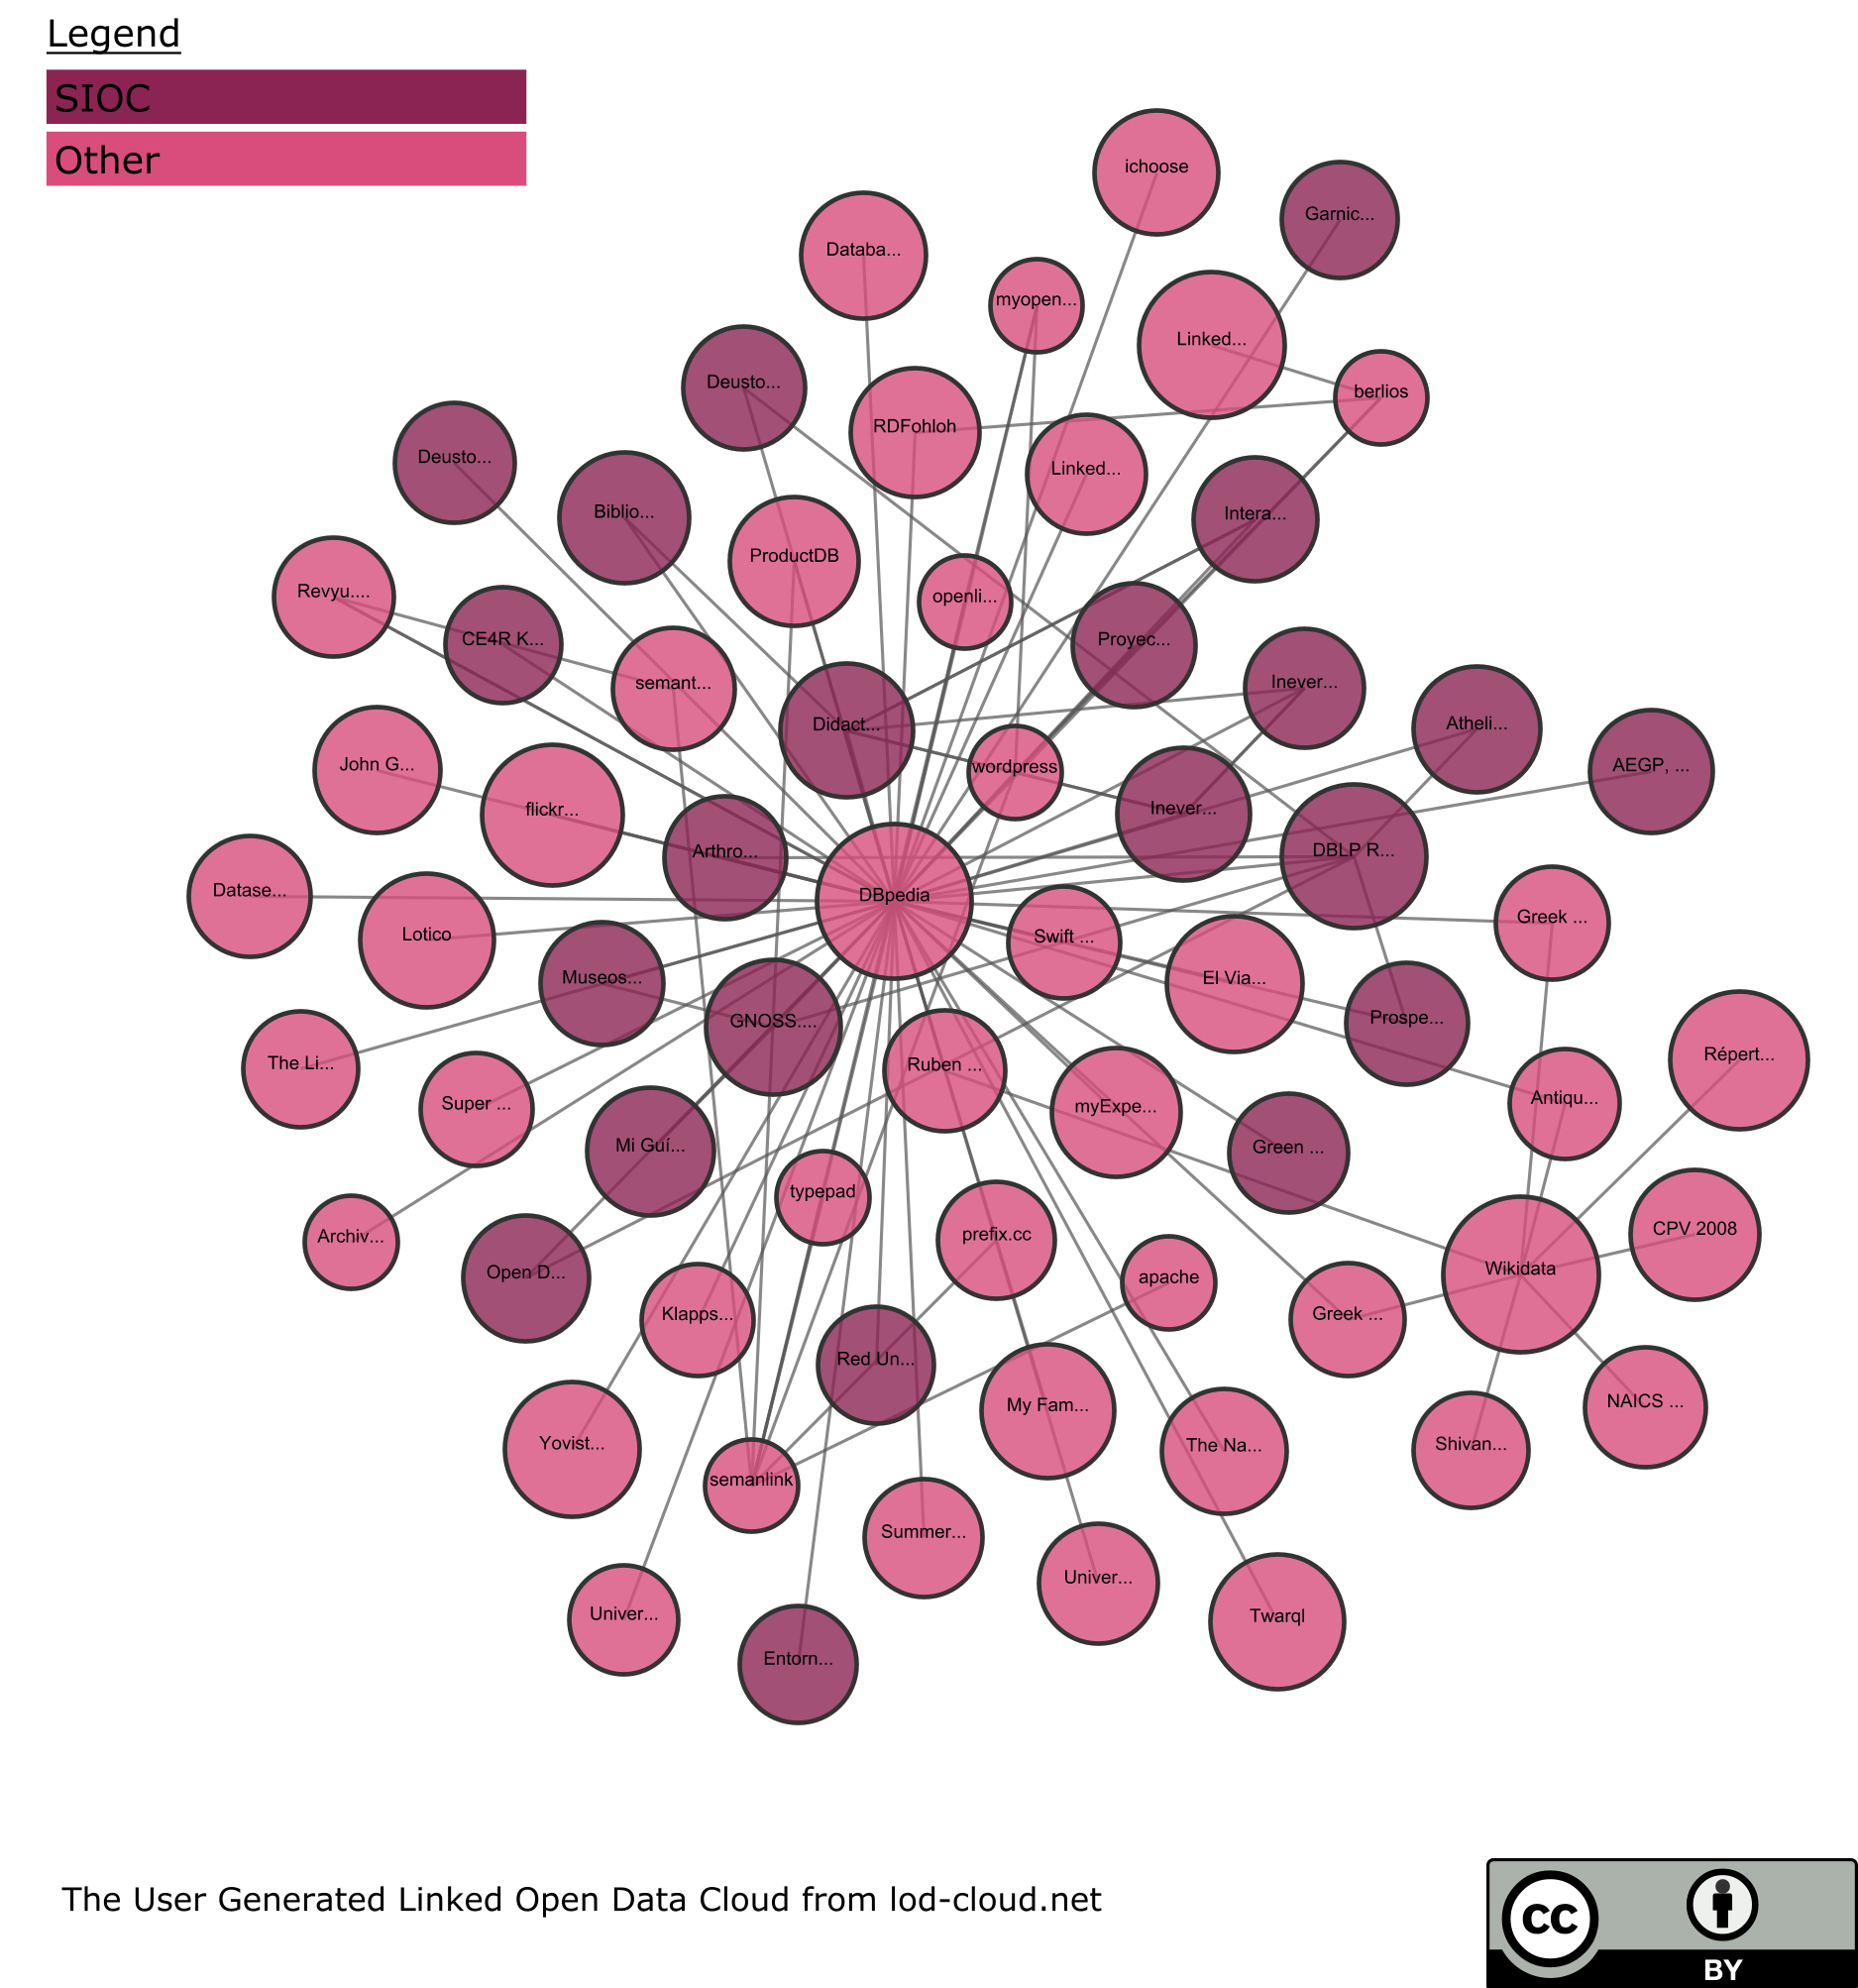 Legend
SIOC
Other
ichoose
Garnic...
Databa...
myopen...
Linked...
Deusto...
berlios
RDFohloh
Deusto...
Linked...
Biblio...
Intera...
ProductDB
Revyu....
openli...
CE4R K...
Proyec...
semant...
Inever...
Didact...
Atheli...
John G...
wordpress
AEGP, ...
flickr...
Inever...
Arthro...
DBLP R...
Datase...
DBpedia
Greek ...
Lotico
Swift ...
Museos...
El Via...
GNOSS....
Prospe...
The Li...
Ruben ...
Répert...
Super ...
myExpe...
Antiqu...
Mi Guí...
Green ...
typepad
CPV 2008
Archiv...
prefix.cc
Open D...
apache
Wikidata
Klapps...
Greek ...
Red Un...
My Fam...
NAICS ...
Yovist...
The Na...
Shivan...
semanlink
Summer...
Univer...
Univer...
Twarql
Entorn...
The User Generated Linked Open Data Cloud from lod-cloud.net
cc
BY